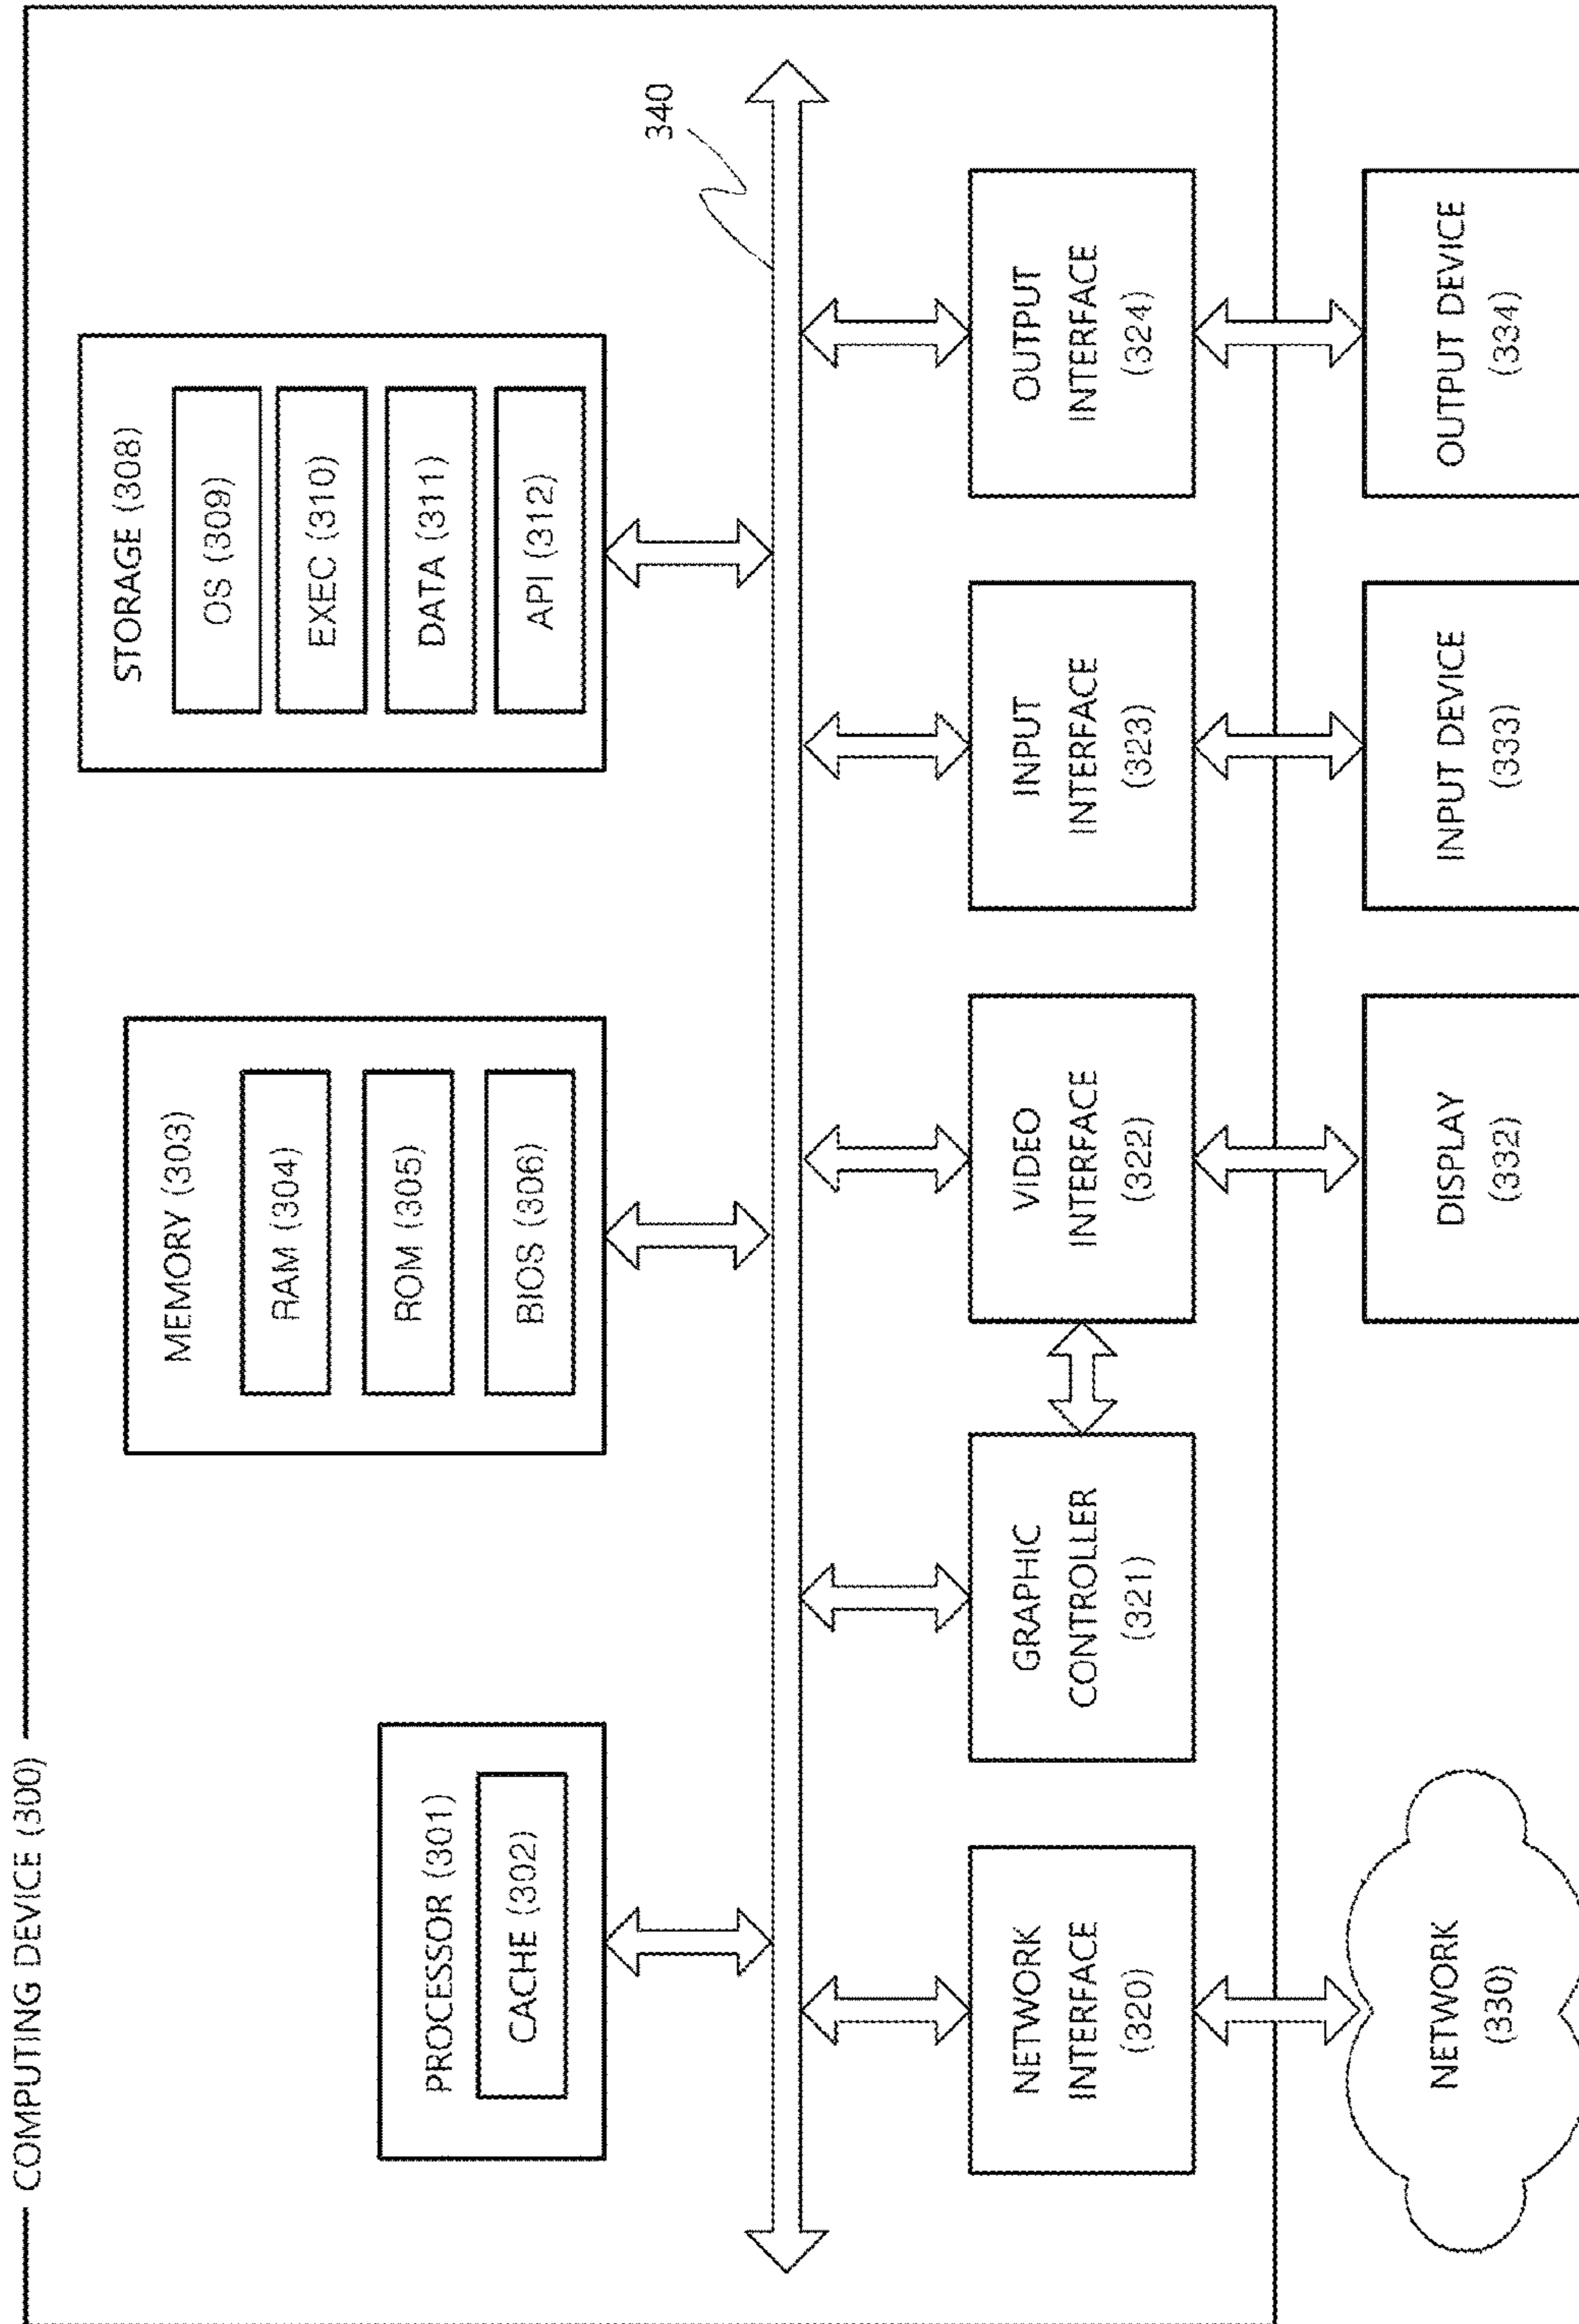 COMPUTING DEVICE (300)
PROCESSOR (301)
CACHE (302)
MEMORY (303)
RAM (304)
ROM (305)
BIOS (306)
STORAGE (308)
OS (309)
EXEC (310)
DATA (311)
API (312)
340
NETWORK
INTERFACE
(320)
GRAPHIC
CONTROLLER
(321)
VIDEO
INTERFACE
(322)
INPUT
INTERFACE
(323)
OUTPUT
INTERFACE
(324)
NETWORK
(330)
DISPLAY
(332)
INPUT DEVICE
(333)
OUTPUT DEVICE
(334)